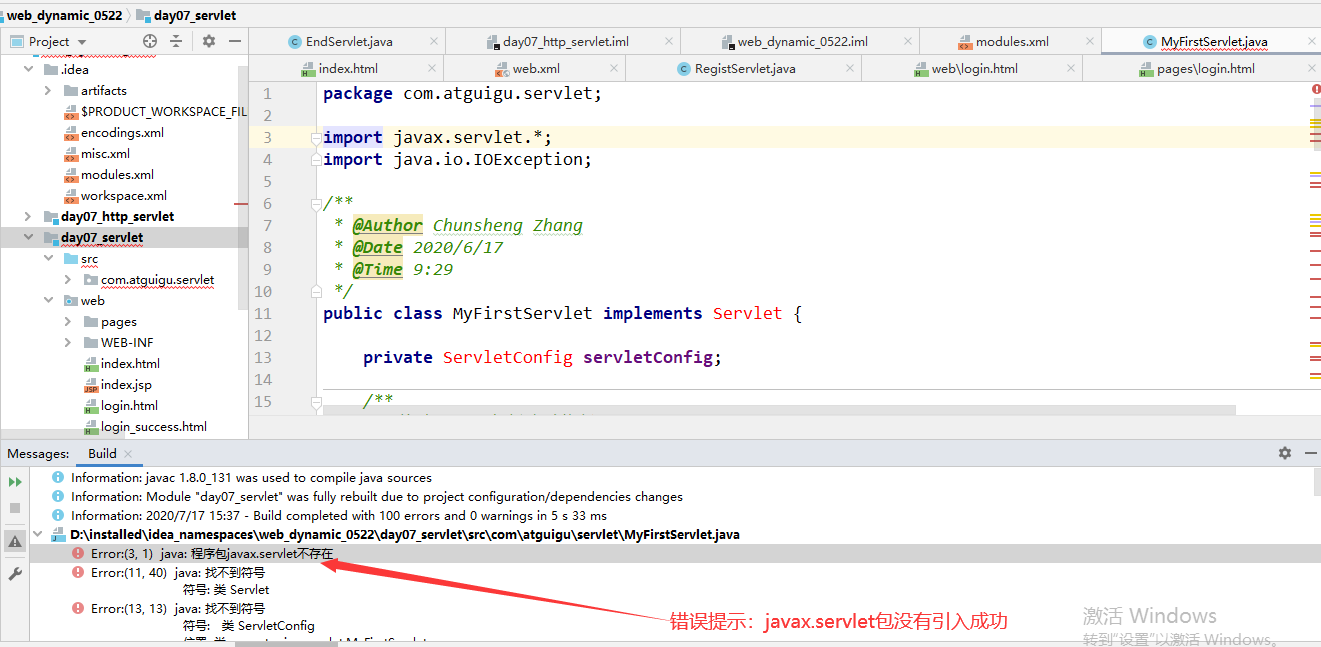 web_dynamic_0522 day07_servlet
Project
EndServlet.java day07_http_servlet.iml web_dynamic_0522.iml modules.xml MyFirstServlet.java
index.html web.xml RegistServlet.java web\login.html pages\login.html
.idea
artifacts
$PRODUCT_WORKSPACE_FIL
encodings.xml
misc.xml
modules.xml
workspace.xml
day07_http_servlet
day07_servlet
src
com.atguigu.servlet
web
pages
WEB-INF
index.html
index.jsp
login.html
login_success.html
1 package com.atguigu.servlet;
2
3 import javax.servlet.*;
4 import java.io.IOException;
5
6 /**
7 * @Author Chunsheng Zhang
8 * @Date 2020/6/17
9 * @Time 9:29
10 */
11 public class MyFirstServlet implements Servlet {
12
13 private ServletConfig servletConfig;
14
15 /**
Messages: Build
Information: javac 1.8.0_131 was used to compile java sources
Information: Module "day07_servlet" was fully rebuilt due to project configuration/dependencies changes
Information: 2020/7/17 15:37 - Build completed with 100 errors and 0 warnings in 5 s 33 ms
D:\installed\idea_namespaces\web_dynamic_0522\day07_servlet\src\com\atguigu\servlet\MyFirstServlet.java
Error:(3, 1) java: 程序包javax.servlet不存在
Error:(11, 40) java: 找不到符号
符号: 类 Servlet
Error:(13, 13) java: 找不到符号
符号: 类 ServletConfig
错误提示：javax.servlet包没有引入成功
激活 Windows
转到"设置"以激活 Windows。